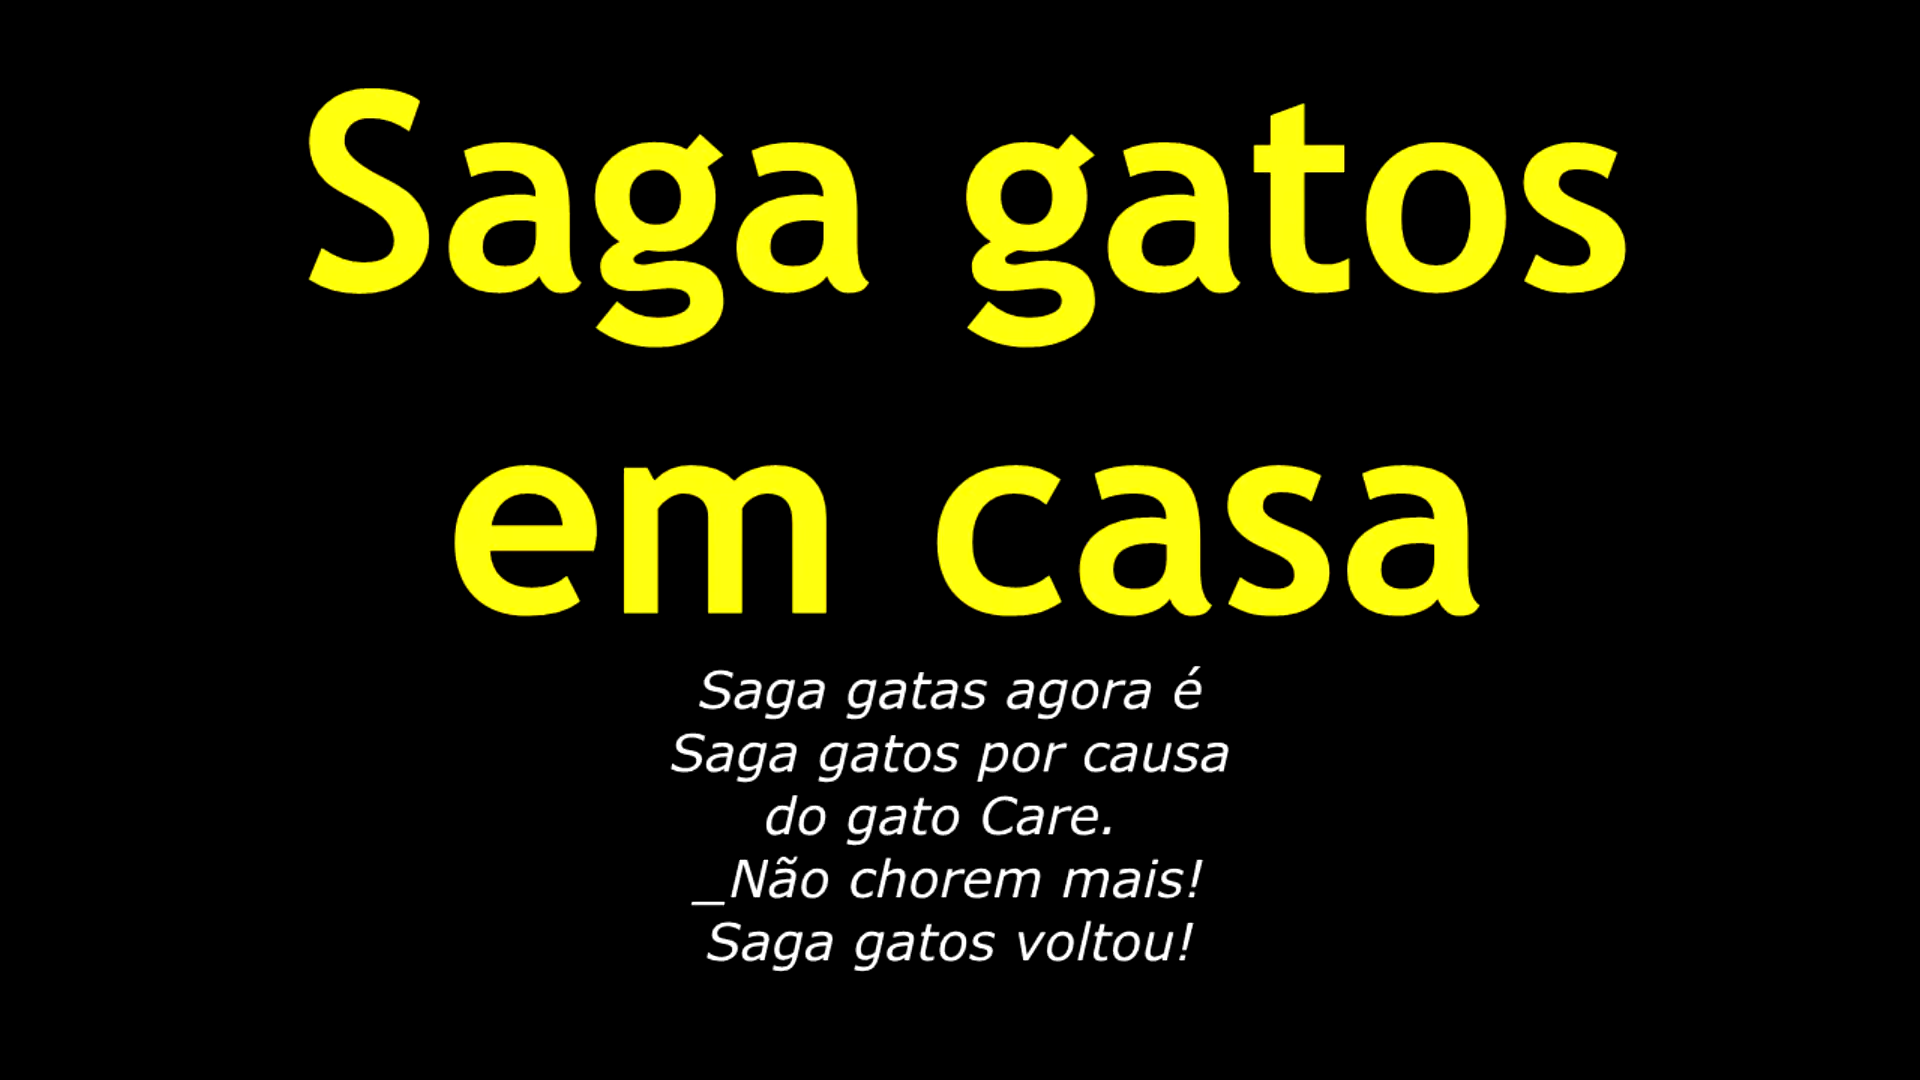 Saga gatos
em casa
Saga gatas agora é
Saga gatos por causa
do gato Care.
_Não chorem mais!
Saga gatos voltou!